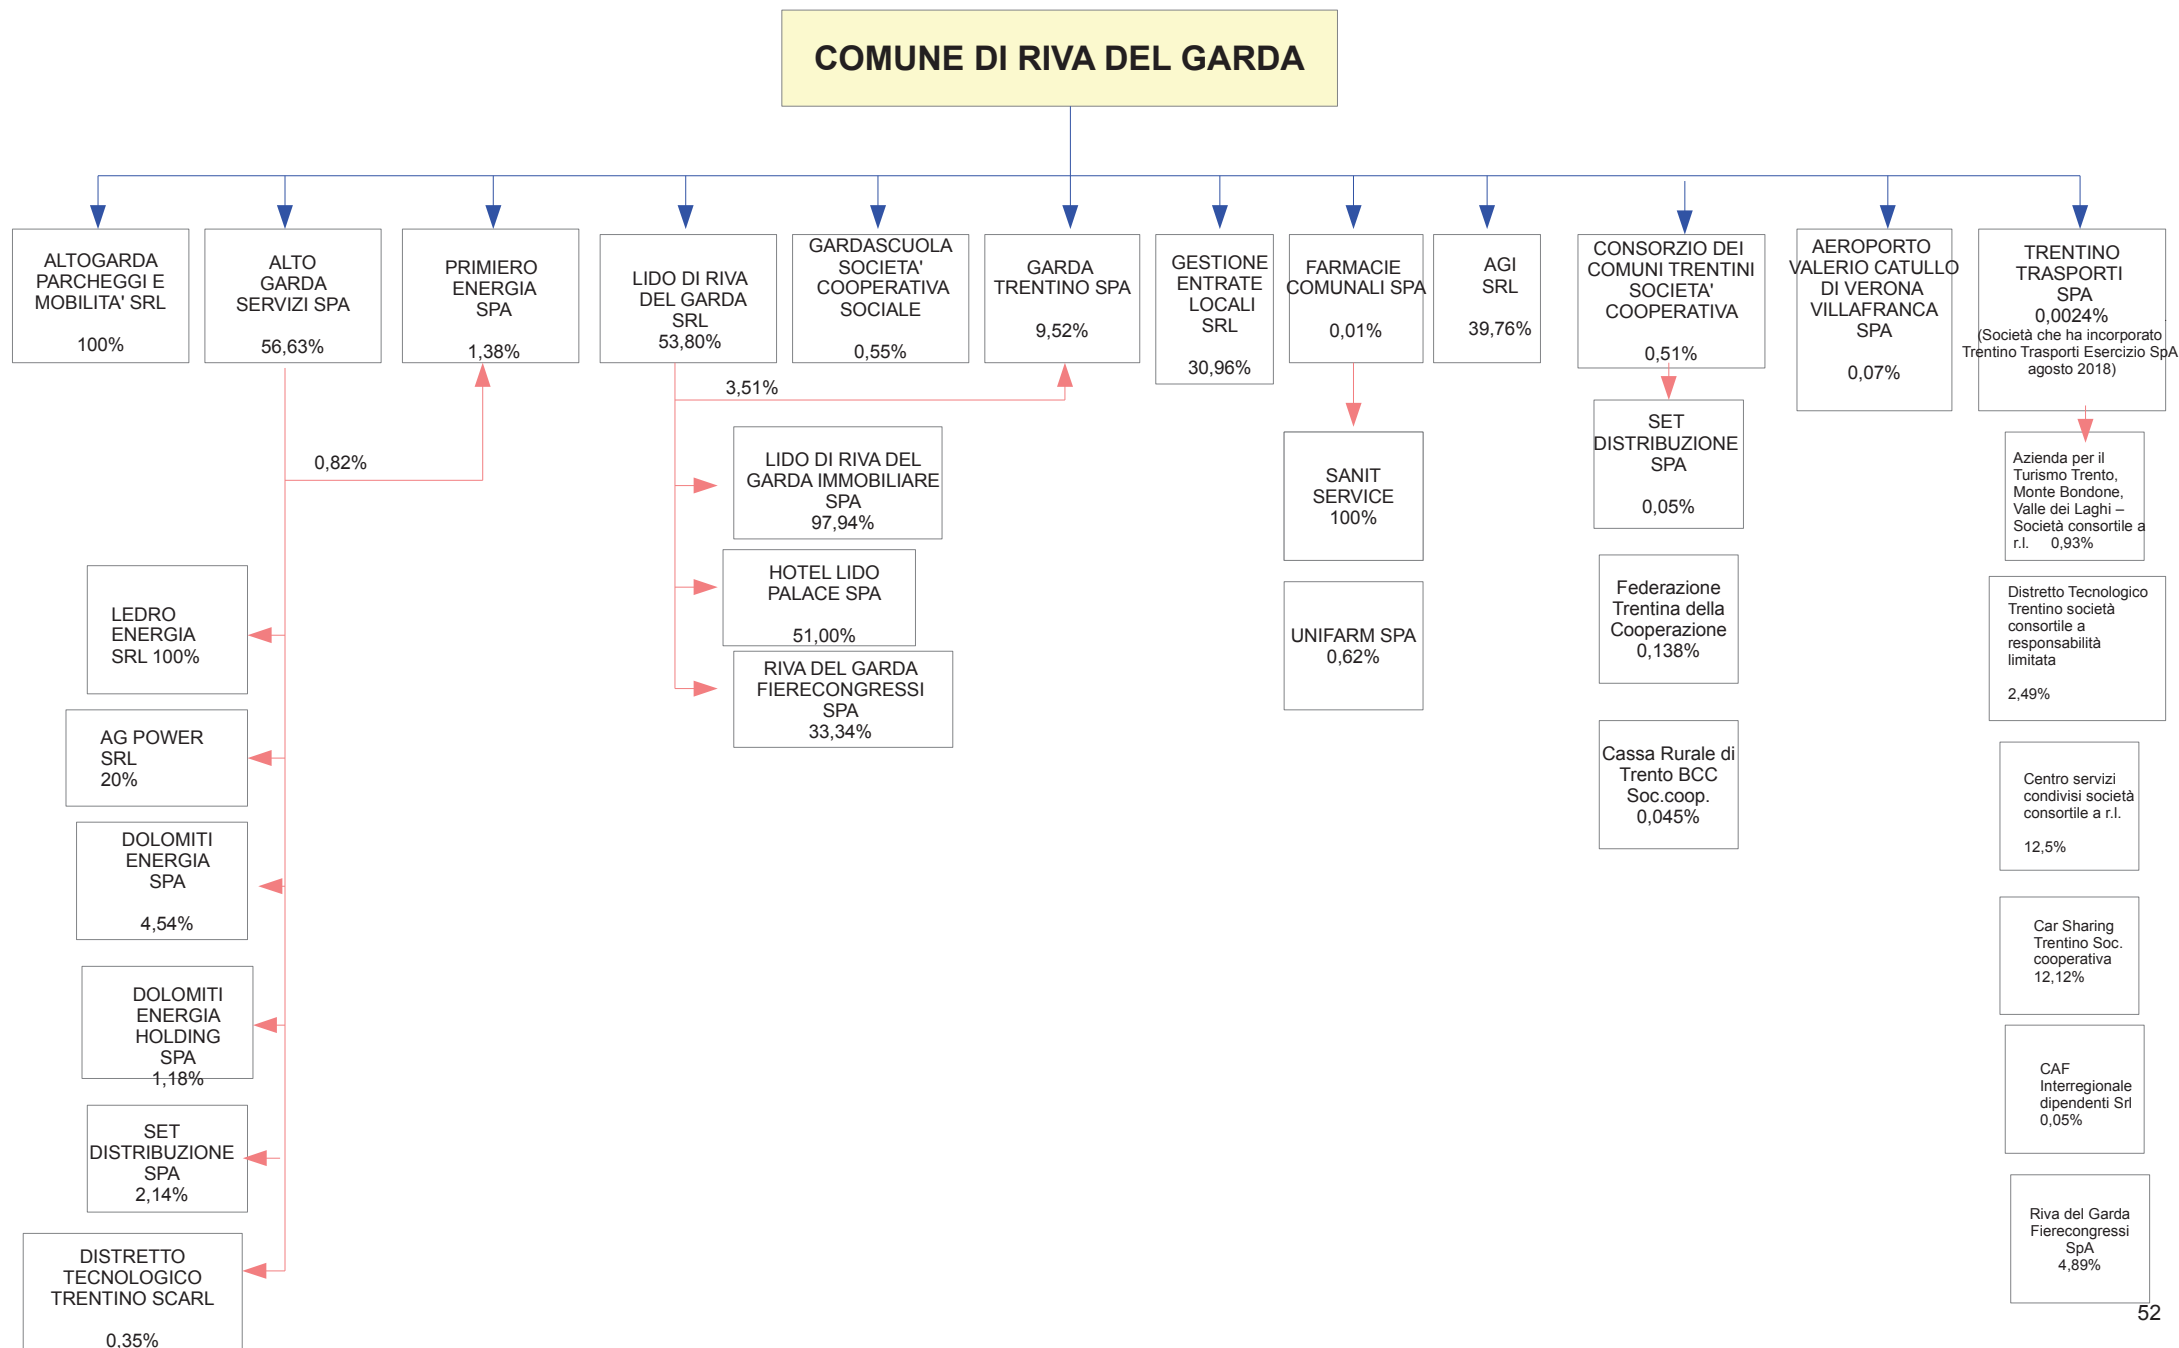 COMUNE DI RIVA DEL GARDA
ALTOGARDA
PARCHEGGI E
MOBILITA' SRL
100%
ALTO
GARDA
SERVIZI SPA
56,63%
PRIMIERO
ENERGIA
SPA
1,38%
LIDO DI RIVA
DEL GARDA
SRL
53,80%
GARDASCUOLA
SOCIETA'
COOPERATIVA
SOCIALE
0,55%
GARDA
TRENTINO SPA
9,52%
GESTIONE
ENTRATE
LOCALI
SRL
30,96%
FARMACIE
COMUNALI SPA
0,01%
AGI
SRL
39,76%
CONSORZIO DEI
COMUNI TRENTINI
SOCIETA'
COOPERATIVA
0,51%
AEROPORTO
VALERIO CATULLO
DI VERONA
VILLAFRANCA
SPA
0,07%
TRENTINO
TRASPORTI
SPA
0,0024%
(Società che ha incorporato
Trentino Trasporti Esercizio SpA
agosto 2018)
3,51%
0,82%
LIDO DI RIVA DEL
GARDA IMMOBILIARE
SPA
97,94%
HOTEL LIDO
PALACE SPA
51,00%
RIVA DEL GARDA
FIERECONGRESSI
SPA
33,34%
SANIT
SERVICE
100%
UNIFARM SPA
0,62%
SET
DISTRIBUZIONE
SPA
0,05%
Federazione
Trentina della
Cooperazione
0,138%
Cassa Rurale di
Trento BCC
Soc.coop.
0,045%
Azienda per il
Turismo Trento,
Monte Bondone,
Valle dei Laghi –
Società consortile a
r.l. 0,93%
Distretto Tecnologico
Trentino società
consortile a
responsabilità
limitata
2,49%
Centro servizi
condivisi società
consortile a r.l.
12,5%
Car Sharing
Trentino Soc.
cooperativa
12,12%
CAF
Interregionale
dipendenti Srl
0,05%
Riva del Garda
Fierecongressi
SpA
4,89%
LEDRO
ENERGIA
SRL 100%
AG POWER
SRL
20%
DOLOMITI
ENERGIA
SPA
4,54%
DOLOMITI
ENERGIA
HOLDING
SPA
1,18%
SET
DISTRIBUZIONE
SPA
2,14%
DISTRETTO
TECNOLOGICO
TRENTINO SCARL
0,35%
52